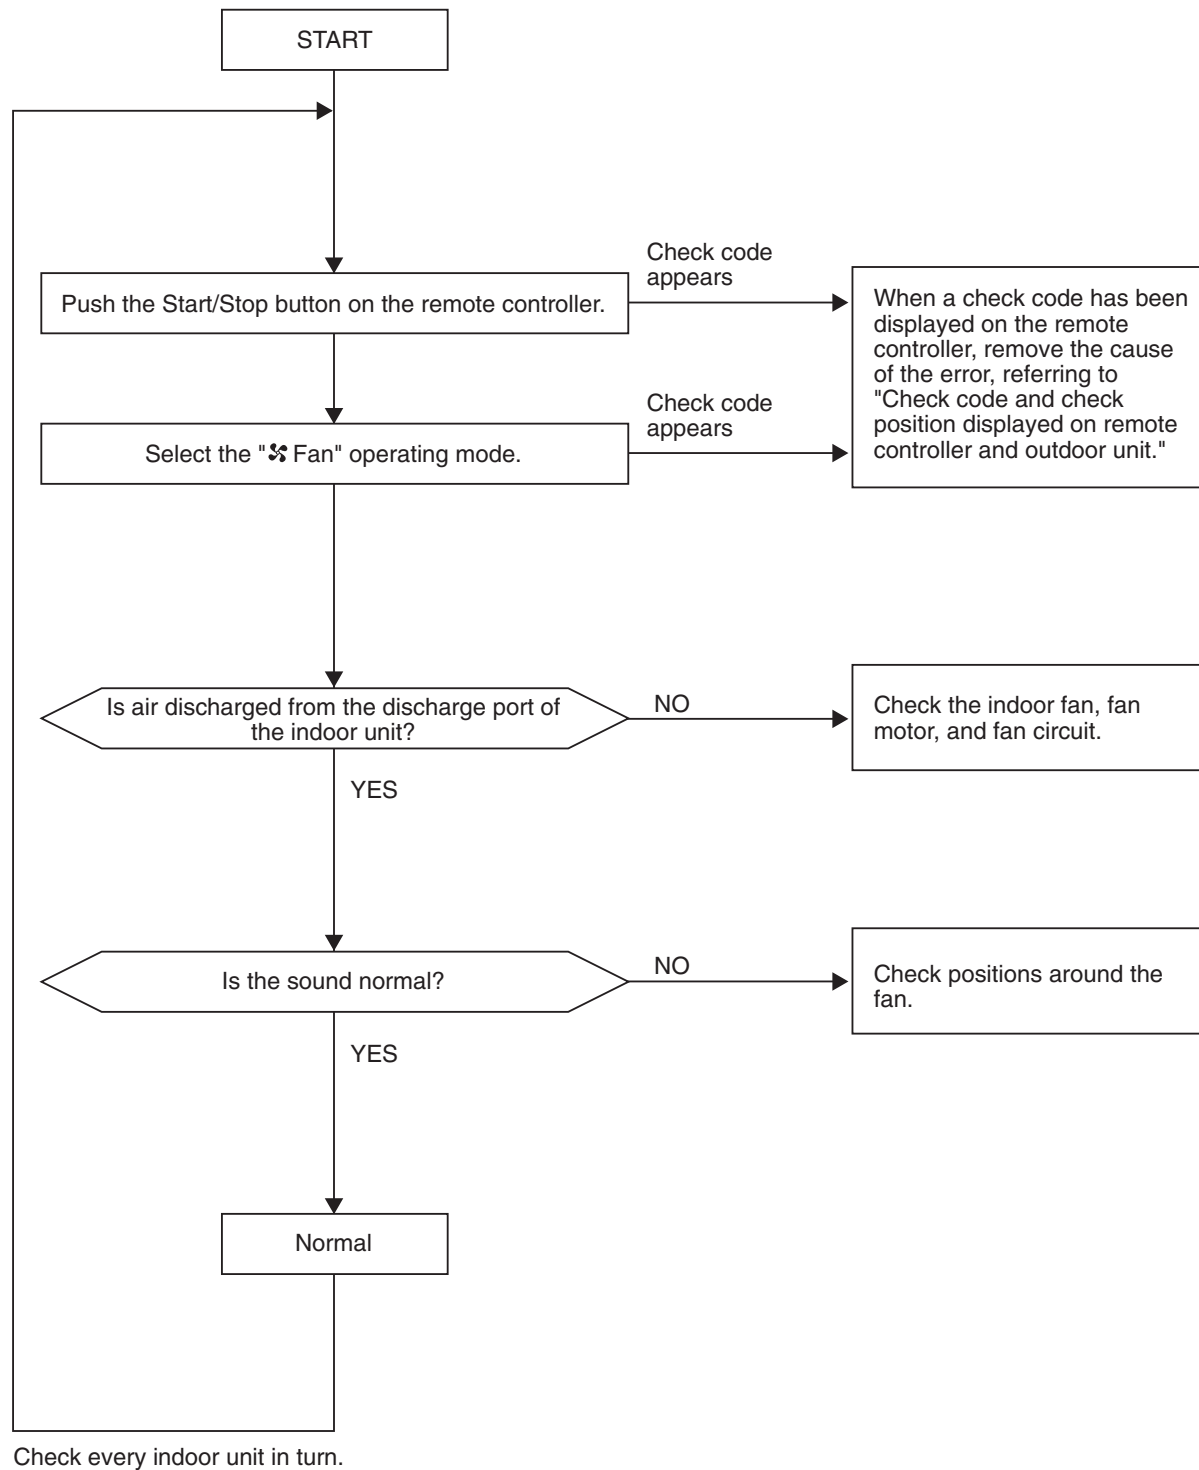 START
Check code
appears
Push the Start/Stop button on the remote controller.
When a check code has been
displayed on the remote
controller, remove the cause
of the error, referring to
"Check code and check
position displayed on remote
controller and outdoor unit."
Check code
appears
Select the " Fan" operating mode.
Is air discharged from the discharge port of
the indoor unit?
NO
Check the indoor fan, fan
motor, and fan circuit.
YES
Is the sound normal?
NO
Check positions around the
fan.
YES
Normal
Check every indoor unit in turn.